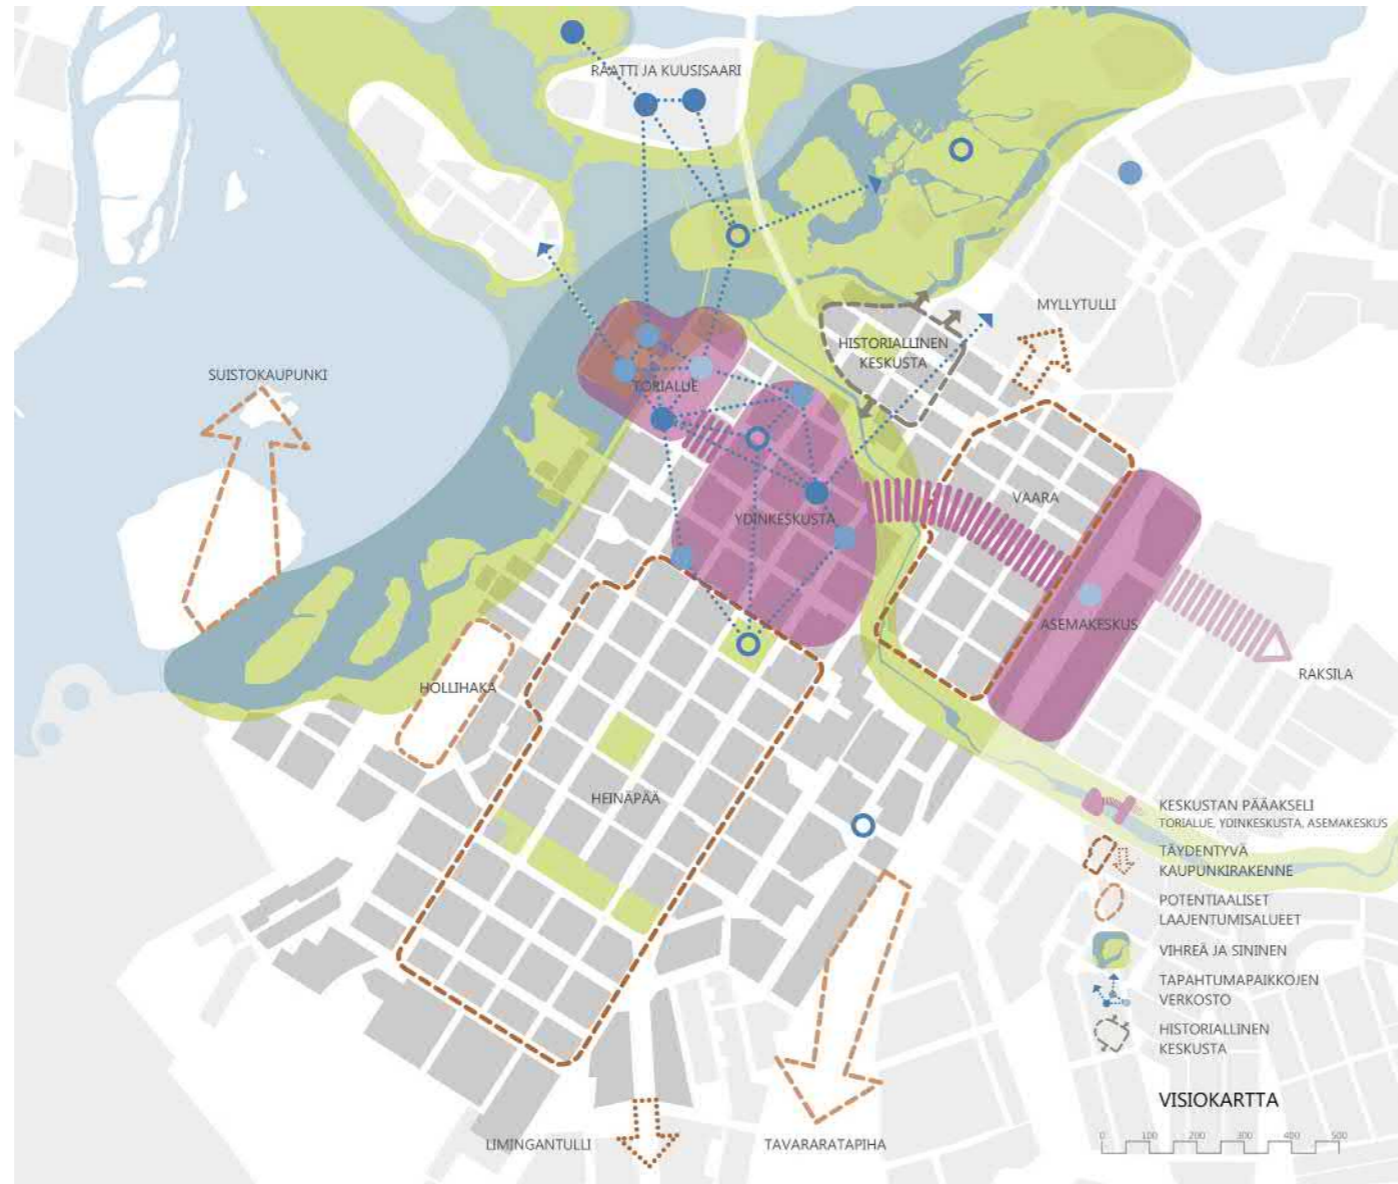 RAATTI JA KUUSISAARI
MYLLYTULLI
HISTORIALLINEN
KESKUSTA
SUISTOKAUPUNKI
TORIALUE
VAARA
YDINKESKUSTA
ASEMAKESKUS
RAKSILA
HOLLIHAKA
HEINÄPÄÄ
LIMINGANTULLI
TAVARARATAPIHA
KESKUSTAN PÄÄAKSELI
TORIALUE, YDINKESKUSTA, ASEMAKESKUS
TÄYDENTYVÄ
KAUPUNKIRAKENNE
POTENTIAALISET
LAAJENTUMISALUEET
VIHREÄ JA SININEN
TAPAHTUMAPAIKKOJEN
VERKOSTO
HISTORIALLINEN
KESKUSTA
VISIOKARTTA
0 100 200 300 400 500